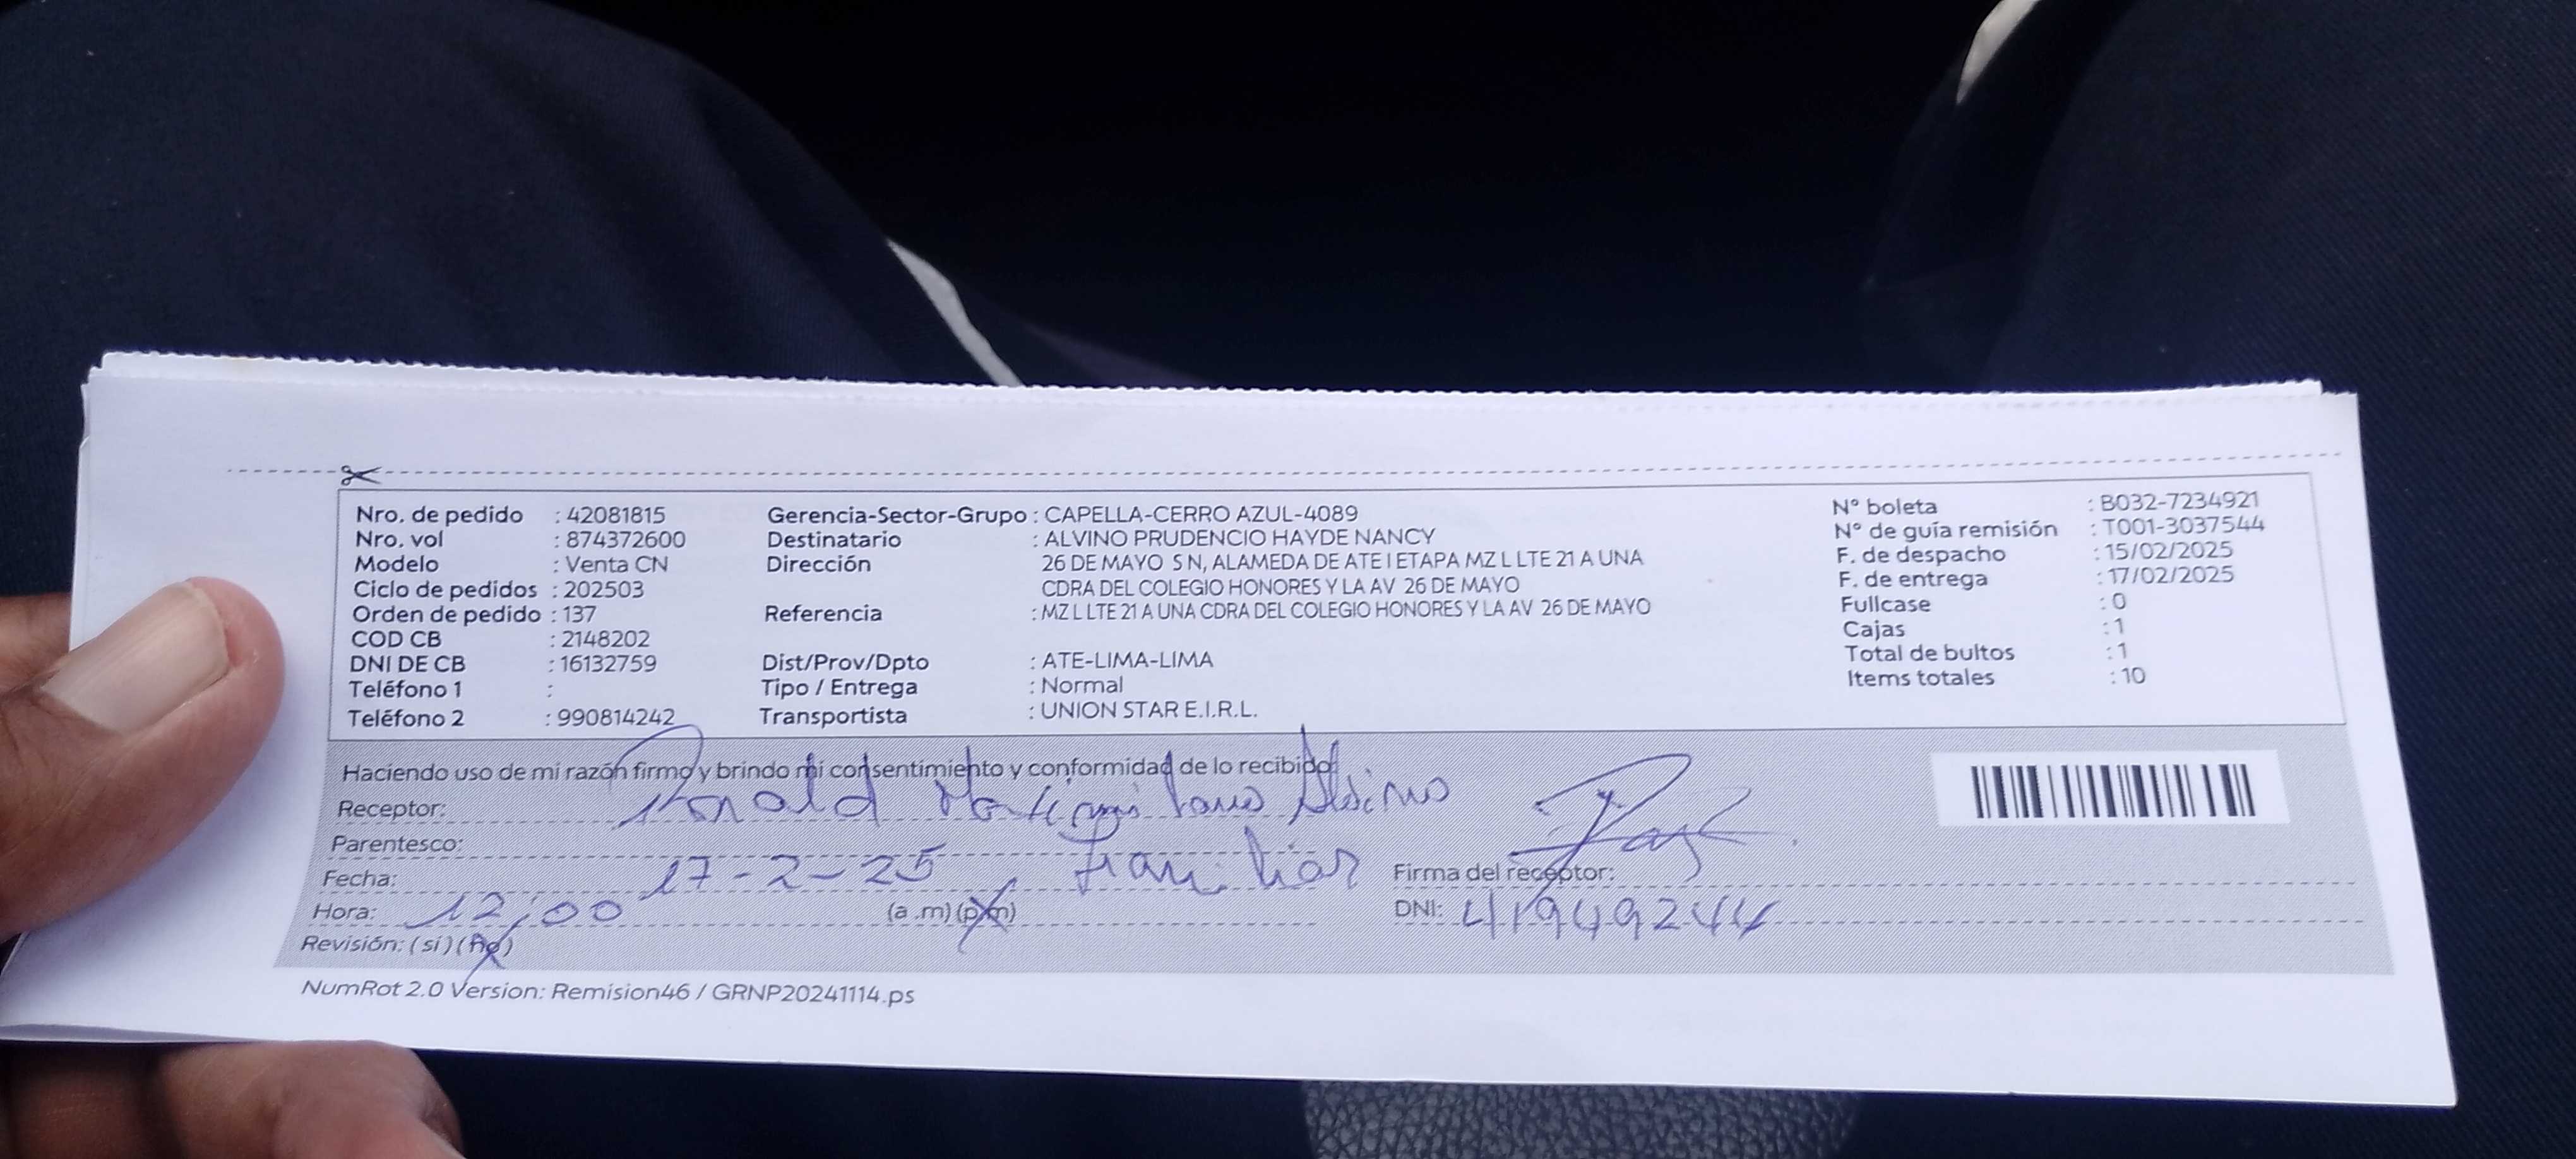 Nro. de pedido : 42081815
Nro. vol : 874372600
Modelo : Venta CN
Ciclo de pedidos : 202503
Orden de pedido : 137
COD CB : 2148202
DNI DE CB : 16132759
Teléfono 1 :
Teléfono 2 : 990814242
Gerencia-Sector-Grupo : CAPELLA-CERRO AZUL-4089
Destinatario : ALVINO PRUDENCIO HAYDE NANCY
Dirección : 26 DE MAYO S N, ALAMEDA DE ATE I ETAPA MZ L LTE 21 A UNA
CDRA DEL COLEGIO HONORES Y LA AV 26 DE MAYO
Referencia : MZ L LTE 21 A UNA CDRA DEL COLEGIO HONORES Y LA AV 26 DE MAYO
Dist/Prov/Dpto : ATE-LIMA-LIMA
Tipo / Entrega : Normal
Transportista : UNION STAR E.I.R.L.
N° boleta : B032-7234921
N° de guía remisión : T001-3037544
F. de despacho : 15/02/2025
F. de entrega : 17/02/2025
Fullcase : 0
Cajas : 1
Total de bultos : 1
Items totales : 10
Haciendo uso de mi razón firmo y brindo mi consentimiento y conformidad de lo recibido
Receptor: Ronald Maximiliano Alvino
Parentesco:
Fecha: 17-2-25
Hora: 12:00 (a .m) (p.m)
Revisión: (si) (no)
Firma del receptor:
DNI: 41949244
NumRot 2.0 Version: Remision46 / GRNP20241114.ps